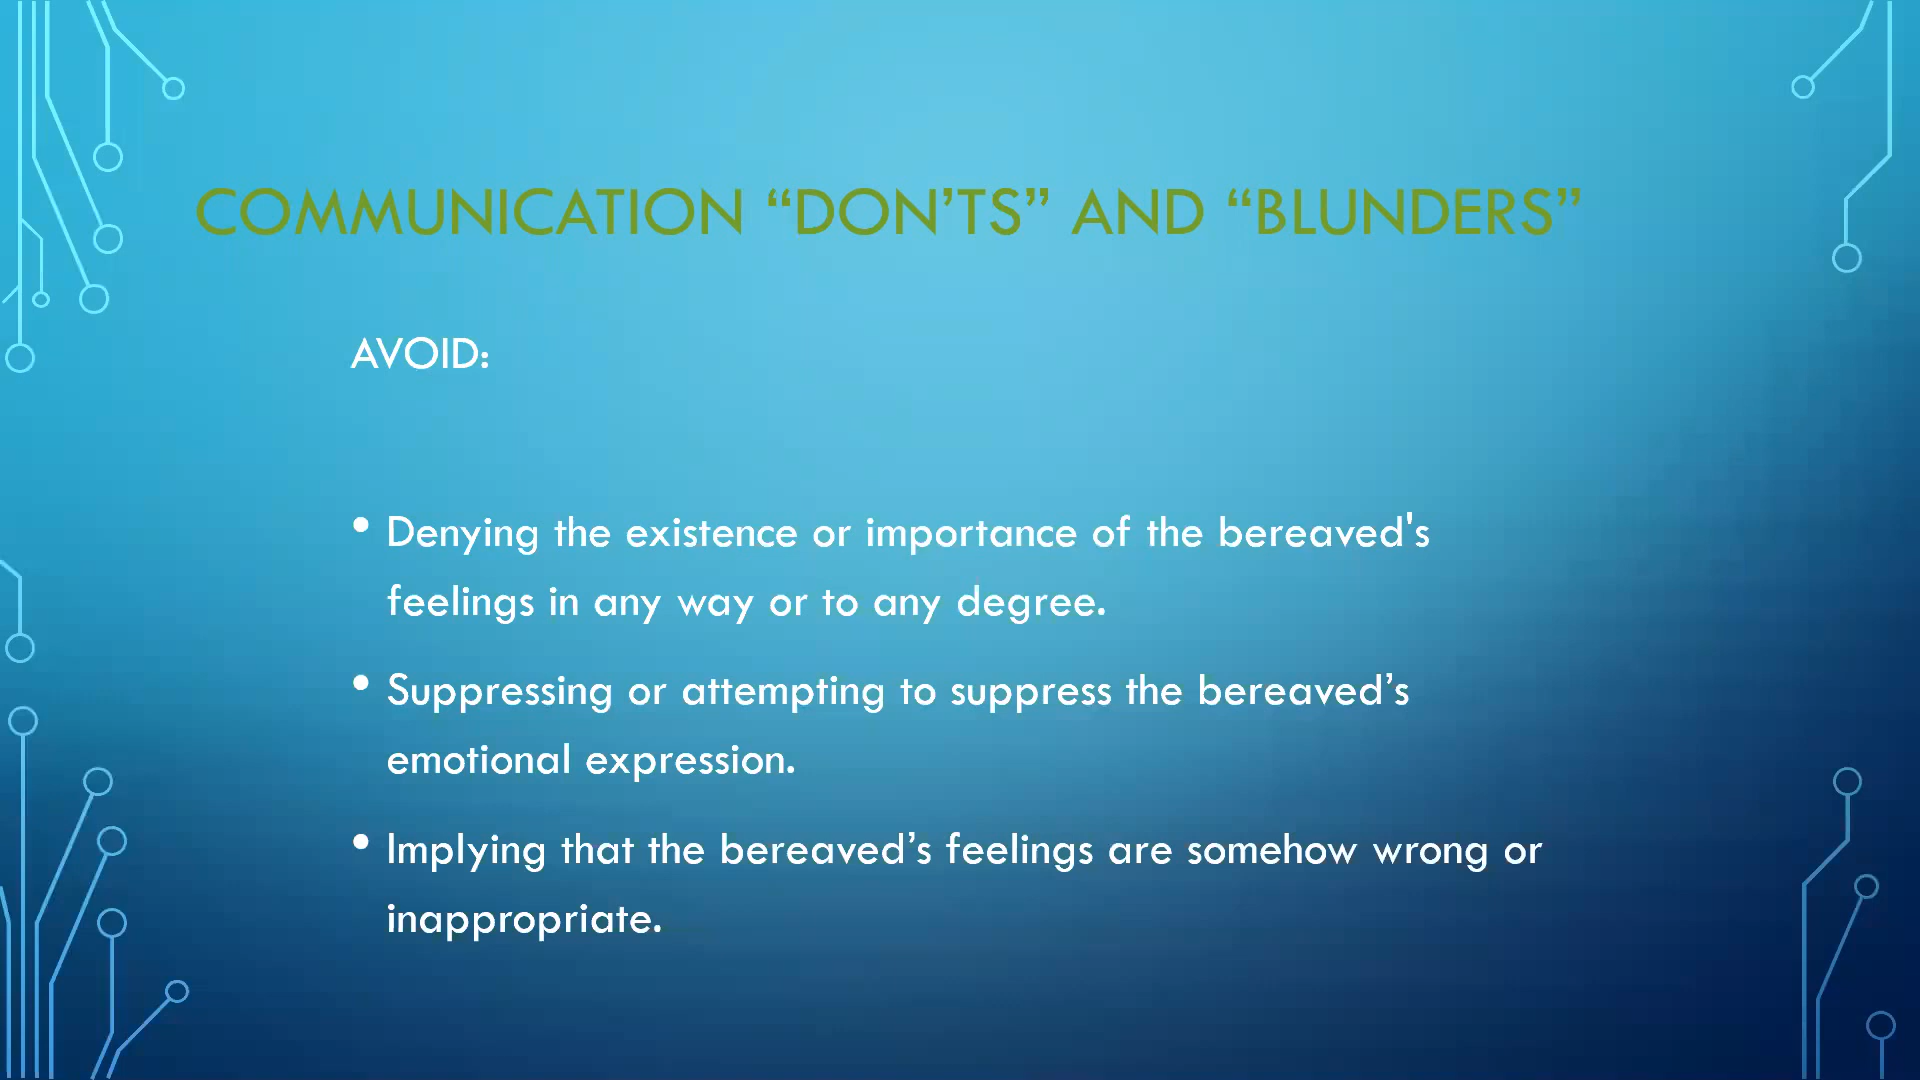 COMMUNICATION “DON’TS” AND “BLUNDERS”
AVOID:
• Denying the existence or importance of the bereaved's
feelings in any way or to any degree.
• Suppressing or attempting to suppress the bereaved’s
emotional expression.
• Implying that the bereaved’s feelings are somehow wrong or
inappropriate.